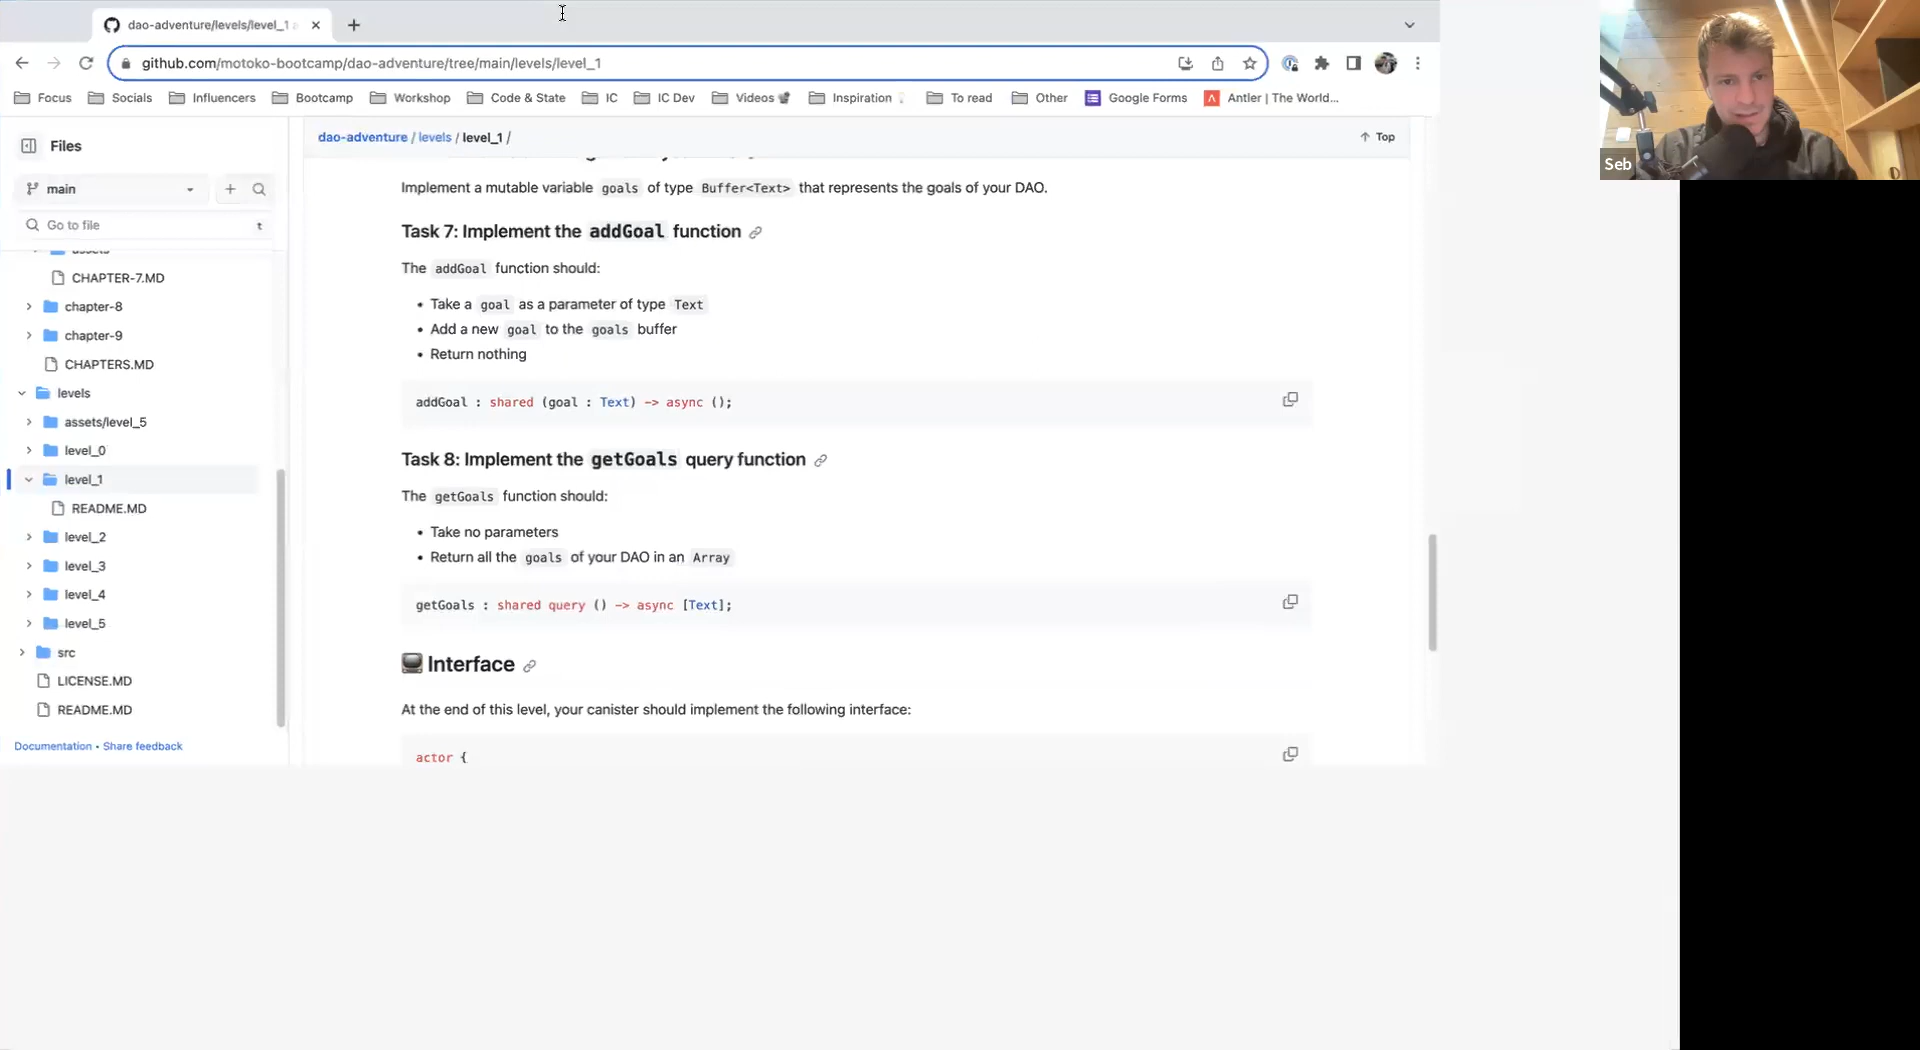 dao-adventure/levels/level_1
github.com/motoko-bootcamp/dao-adventure/tree/main/levels/level_1
Focus Socials Influencers Bootcamp Workshop Code & State IC IC Dev Videos Inspiration To read Other Google Forms Antler | The World...
Files
main
Go to file t
assets
CHAPTER-7.MD
chapter-8
chapter-9
CHAPTERS.MD
levels
assets/level_5
level_0
level_1
README.MD
level_2
level_3
level_4
level_5
src
LICENSE.MD
README.MD
Documentation • Share feedback
dao-adventure / levels / level_1 /
Top
Implement a mutable variable goals of type Buffer<Text> that represents the goals of your DAO.
Task 7: Implement the addGoal function
The addGoal function should:
• Take a goal as a parameter of type Text
• Add a new goal to the goals buffer
• Return nothing
addGoal : shared (goal : Text) -> async ();
Task 8: Implement the getGoals query function
The getGoals function should:
• Take no parameters
• Return all the goals of your DAO in an Array
getGoals : shared query () -> async [Text];
Interface
At the end of this level, your canister should implement the following interface:
actor {
Seb